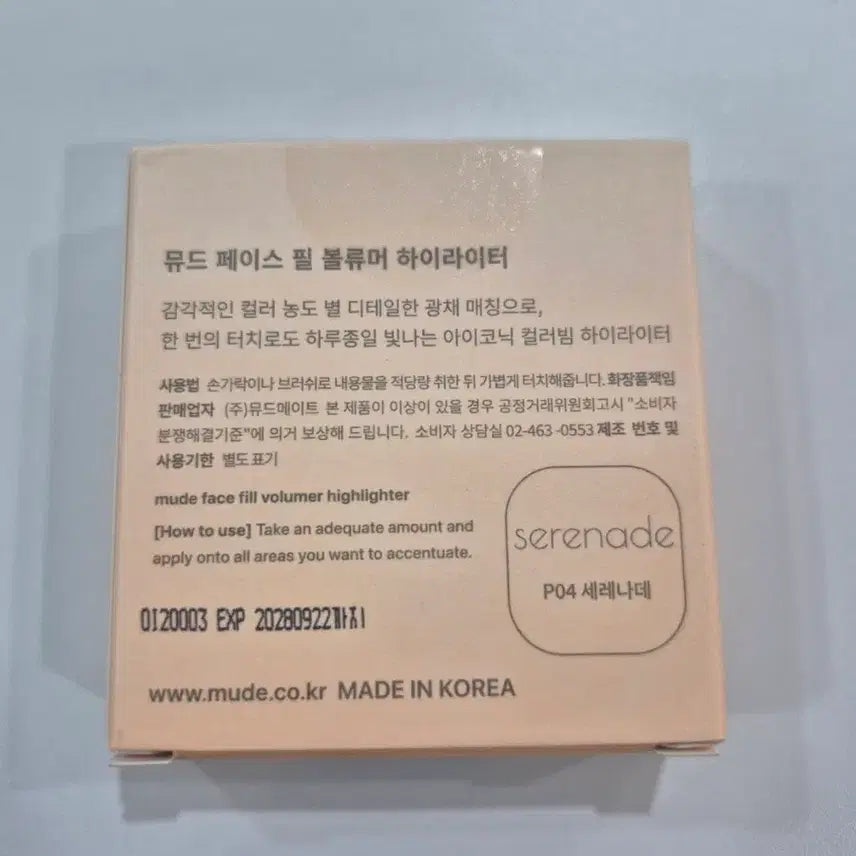 뮤드 페이스 필 볼류머 하이라이터
감각적인 컬러 농도 별 디테일한 광채 매칭으로,
한 번의 터치로도 하루종일 빛나는 아이코닉 컬러빔 하이라이터
사용법 손가락이나 브러쉬로 내용물을 적당량 취한 뒤 가볍게 터치해줍니다. 화장품책임
판매업자 (주)뮤드메이트 본 제품이 이상이 있을 경우 공정거래위원회고시 "소비자
분쟁해결기준"에 의거 보상해 드립니다. 소비자 상담실 02-463 -0553 제조 번호 및
사용기한 별도 표기
mude face fill volumer highlighter
[How to use] Take an adequate amount and
apply onto all areas you want to accentuate.
serenade
P04 세레나데
0I20003 EXP 20280922까지
www.mude.co.kr MADE IN KOREA